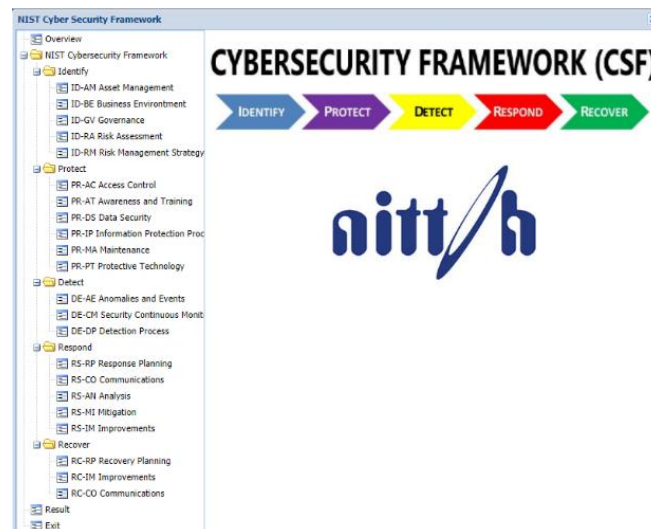 NIST Cyber Security Framework
Overview
NIST Cybersecurity Framework
Identify
ID-AM Asset Management
ID-BE Business Environtment
ID-GV Governance
ID-RA Risk Assessment
ID-RM Risk Management Strategy
Protect
PR-AC Access Control
PR-AT Awareness and Training
PR-DS Data Security
PR-IP Information Protection Proc
PR-MA Maintenance
PR-PT Protective Technology
Detect
DE-AE Anomalies and Events
DE-CM Security Continuous Monit
DE-DP Detection Process
Respond
RS-RP Response Planning
RS-CO Communications
RS-AN Analysis
RS-MI Mitigation
RS-IM Improvements
Recover
RC-RP Recovery Planning
RC-IM Improvements
RC-CO Communications
Result
Exit
CYBERSECURITY FRAMEWORK (CSF)
IDENTIFY PROTECT DETECT RESPOND RECOVER
nittoh